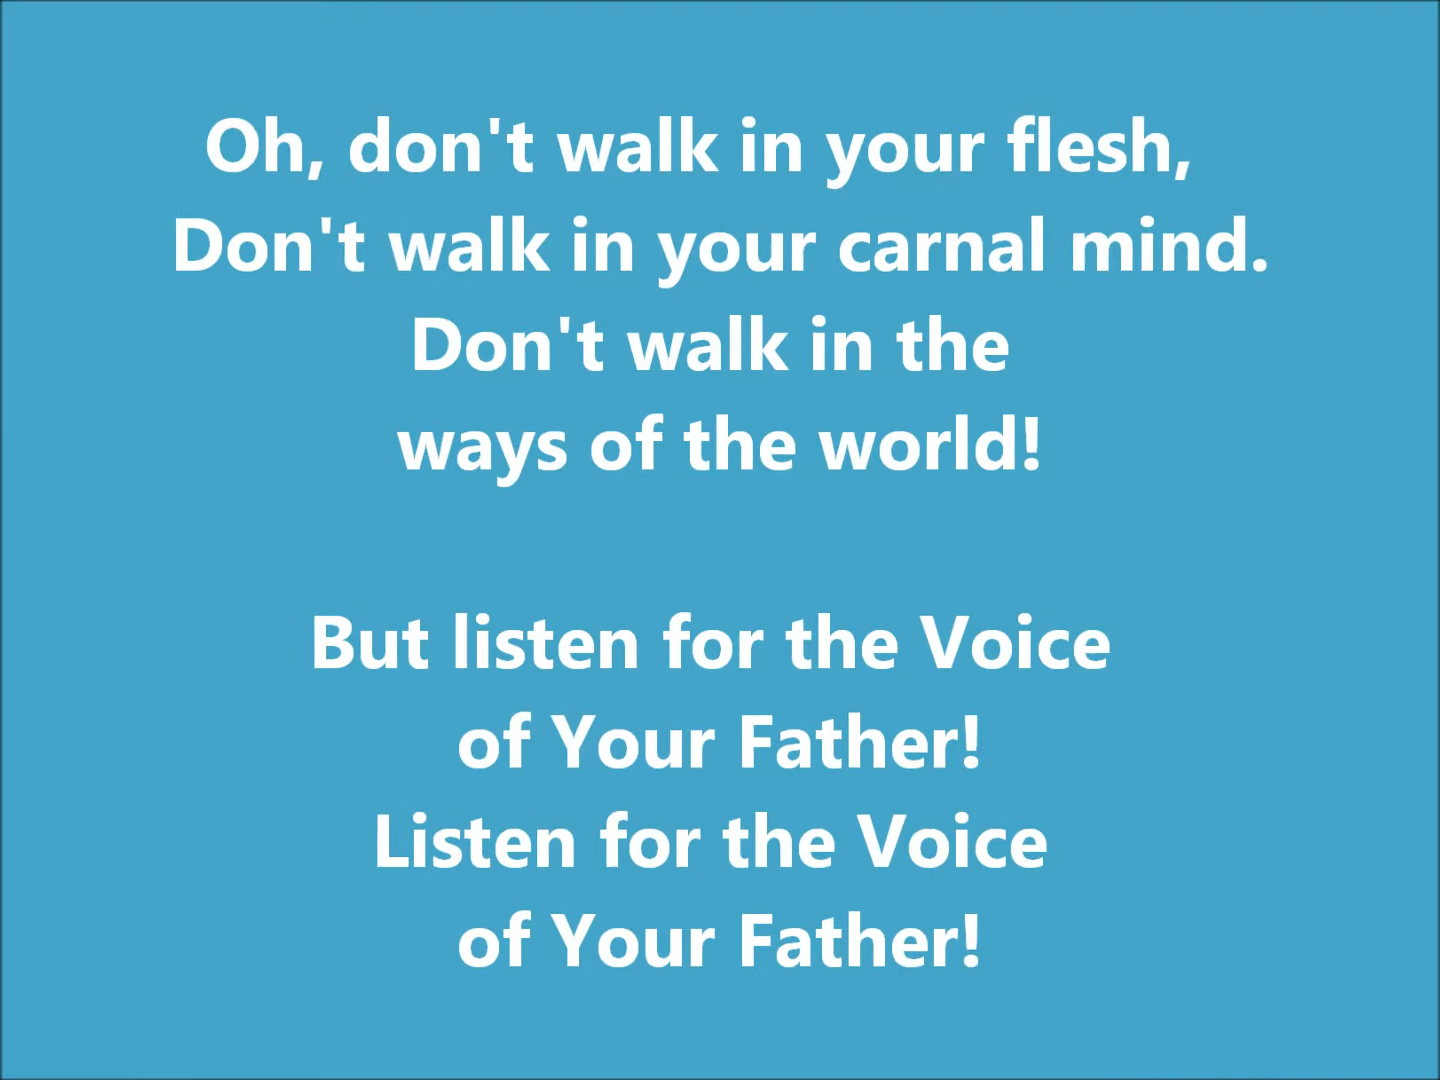 Oh, don't walk in your flesh,
Don't walk in your carnal mind.
Don't walk in the
ways of the world!
But listen for the Voice
of Your Father!
Listen for the Voice
of Your Father!